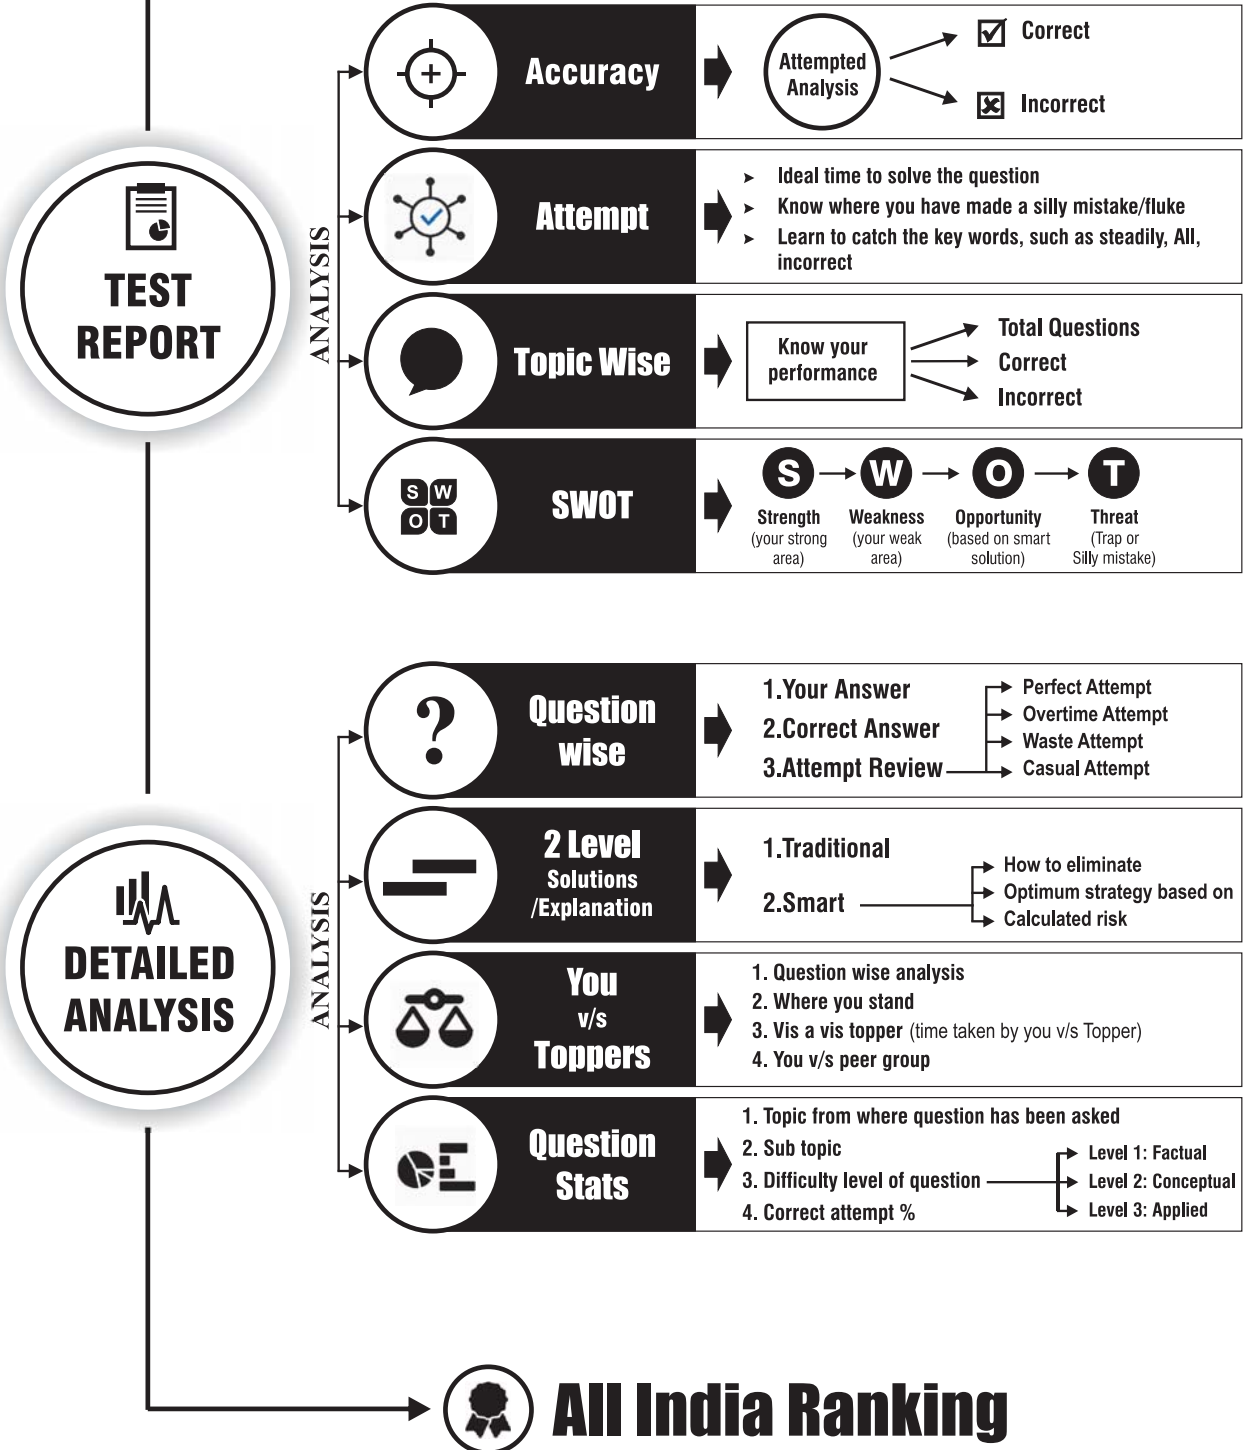 TEST
REPORT
ANALYSIS
Accuracy
Attempted
Analysis
Correct
Incorrect
Attempt
➤ Ideal time to solve the question
➤ Know where you have made a silly mistake/fluke
➤ Learn to catch the key words, such as steadily, All,
incorrect
Topic Wise
Know your
performance
Total Questions
Correct
Incorrect
S W
O T
SWOT
S W O T
Strength Weakness Opportunity Threat
(your strong (your weak (based on smart (Trap or
area) area) solution) Silly mistake)
DETAILED
ANALYSIS
ANALYSIS
?
Question
wise
1.Your Answer
2.Correct Answer
3.Attempt Review
Perfect Attempt
Overtime Attempt
Waste Attempt
Casual Attempt
2 Level
Solutions
/Explanation
1.Traditional
2.Smart
How to eliminate
Optimum strategy based on
Calculated risk
You
v/s
Toppers
1. Question wise analysis
2. Where you stand
3. Vis a vis topper (time taken by you v/s Topper)
4. You v/s peer group
Question
Stats
1. Topic from where question has been asked
2. Sub topic
3. Difficulty level of question
4. Correct attempt %
Level 1: Factual
Level 2: Conceptual
Level 3: Applied
All India Ranking